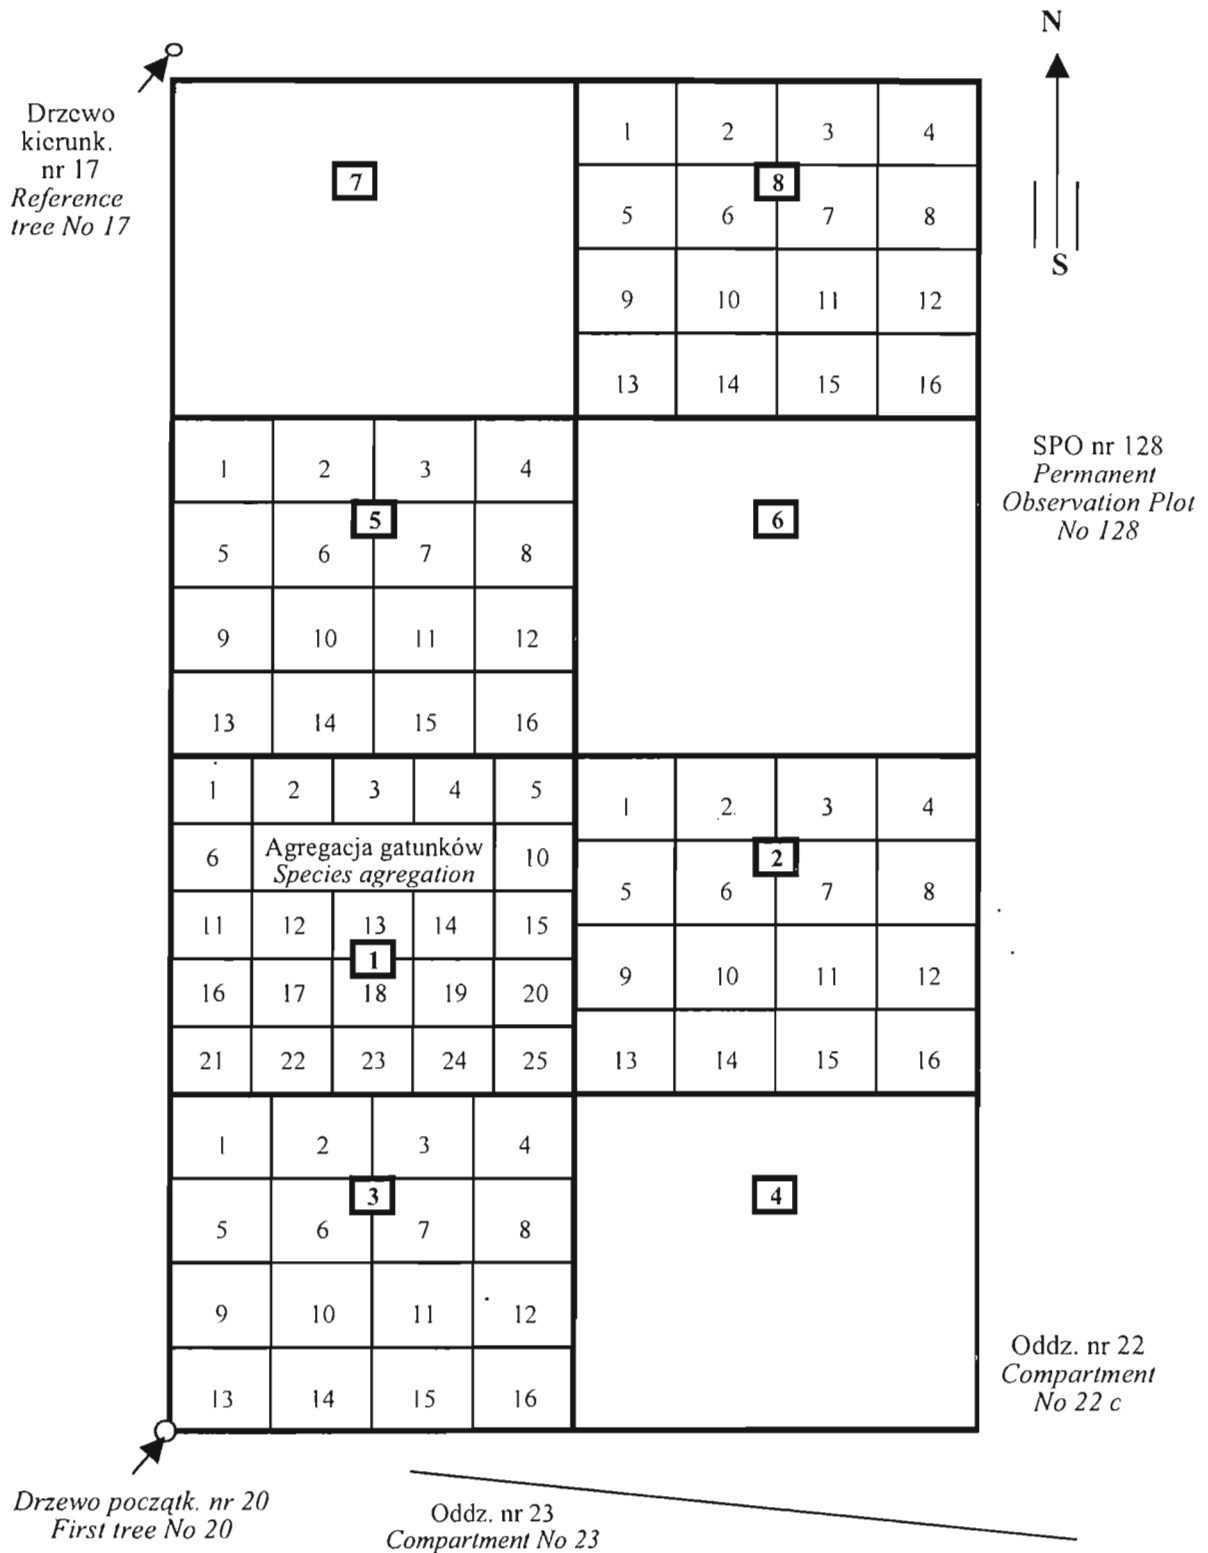 N
Drzewo
kierunk.
nr 17
Reference
tree No 17
7
1 2 3 4
8
5 6 7 8
9 10 11 12
13 14 15 16
S
1 2 3 4
5
5 6 7 8
9 10 11 12
13 14 15 16
6
SPO nr 128
Permanent
Observation Plot
No 128
1 2 3 4 5
6 Agregacja gatunków 10
Species agregation
11 12 13 14 15
1
16 17 18 19 20
21 22 23 24 25
1 2 3 4
2
5 6 7 8
9 10 11 12
13 14 15 16
1 2 3 4
3
5 6 7 8
9 10 11 12
13 14 15 16
4
Oddz. nr 22
Compartment
No 22 c
Drzewo początk. nr 20
First tree No 20
Oddz. nr 23
Compartment No 23